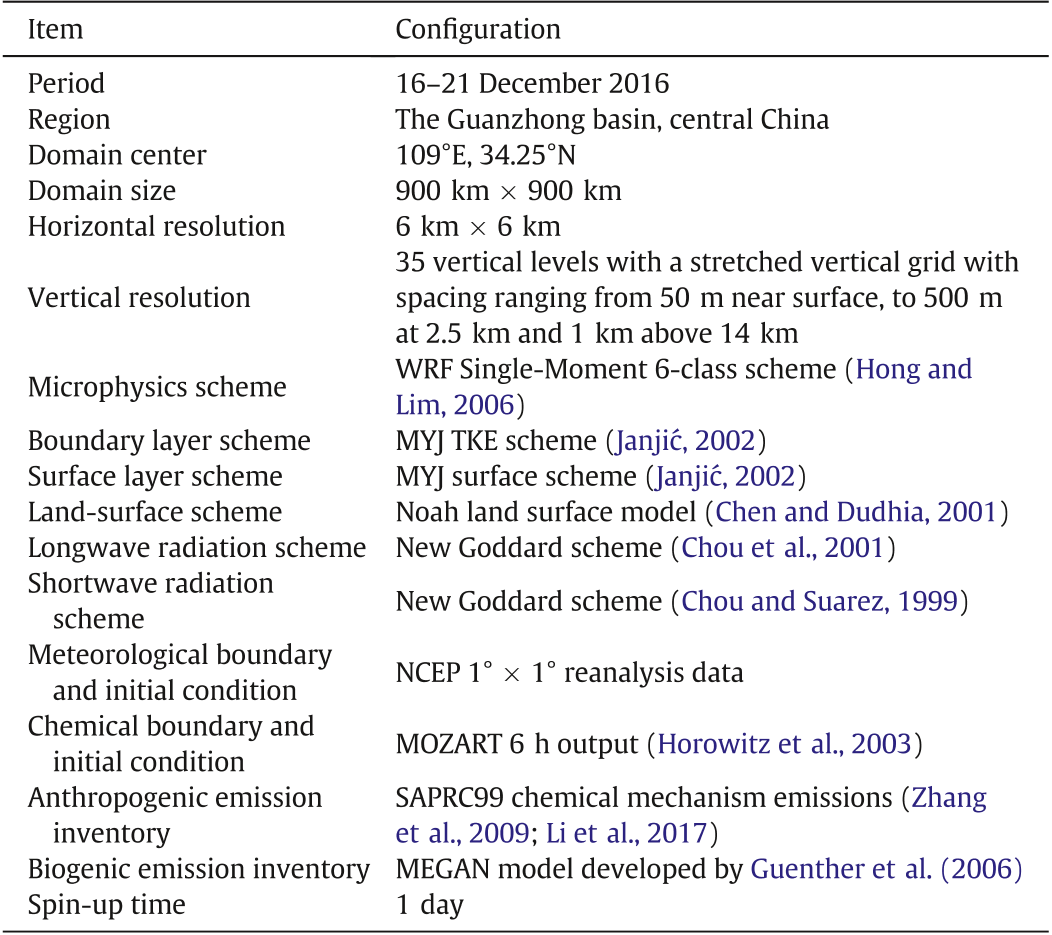 Item Configuration
Period 16–21 December 2016
Region The Guanzhong basin, central China
Domain center 109°E, 34.25°N
Domain size 900 km × 900 km
Horizontal resolution 6 km × 6 km
Vertical resolution 35 vertical levels with a stretched vertical grid with
spacing ranging from 50 m near surface, to 500 m
at 2.5 km and 1 km above 14 km
Microphysics scheme WRF Single-Moment 6-class scheme (Hong and
Lim, 2006)
Boundary layer scheme MYJ TKE scheme (Janjić, 2002)
Surface layer scheme MYJ surface scheme (Janjić, 2002)
Land-surface scheme Noah land surface model (Chen and Dudhia, 2001)
Longwave radiation scheme New Goddard scheme (Chou et al., 2001)
Shortwave radiation
scheme New Goddard scheme (Chou and Suarez, 1999)
Meteorological boundary
and initial condition NCEP 1° × 1° reanalysis data
Chemical boundary and
initial condition MOZART 6 h output (Horowitz et al., 2003)
Anthropogenic emission
inventory SAPRC99 chemical mechanism emissions (Zhang
et al., 2009; Li et al., 2017)
Biogenic emission inventory MEGAN model developed by Guenther et al. (2006)
Spin-up time 1 day